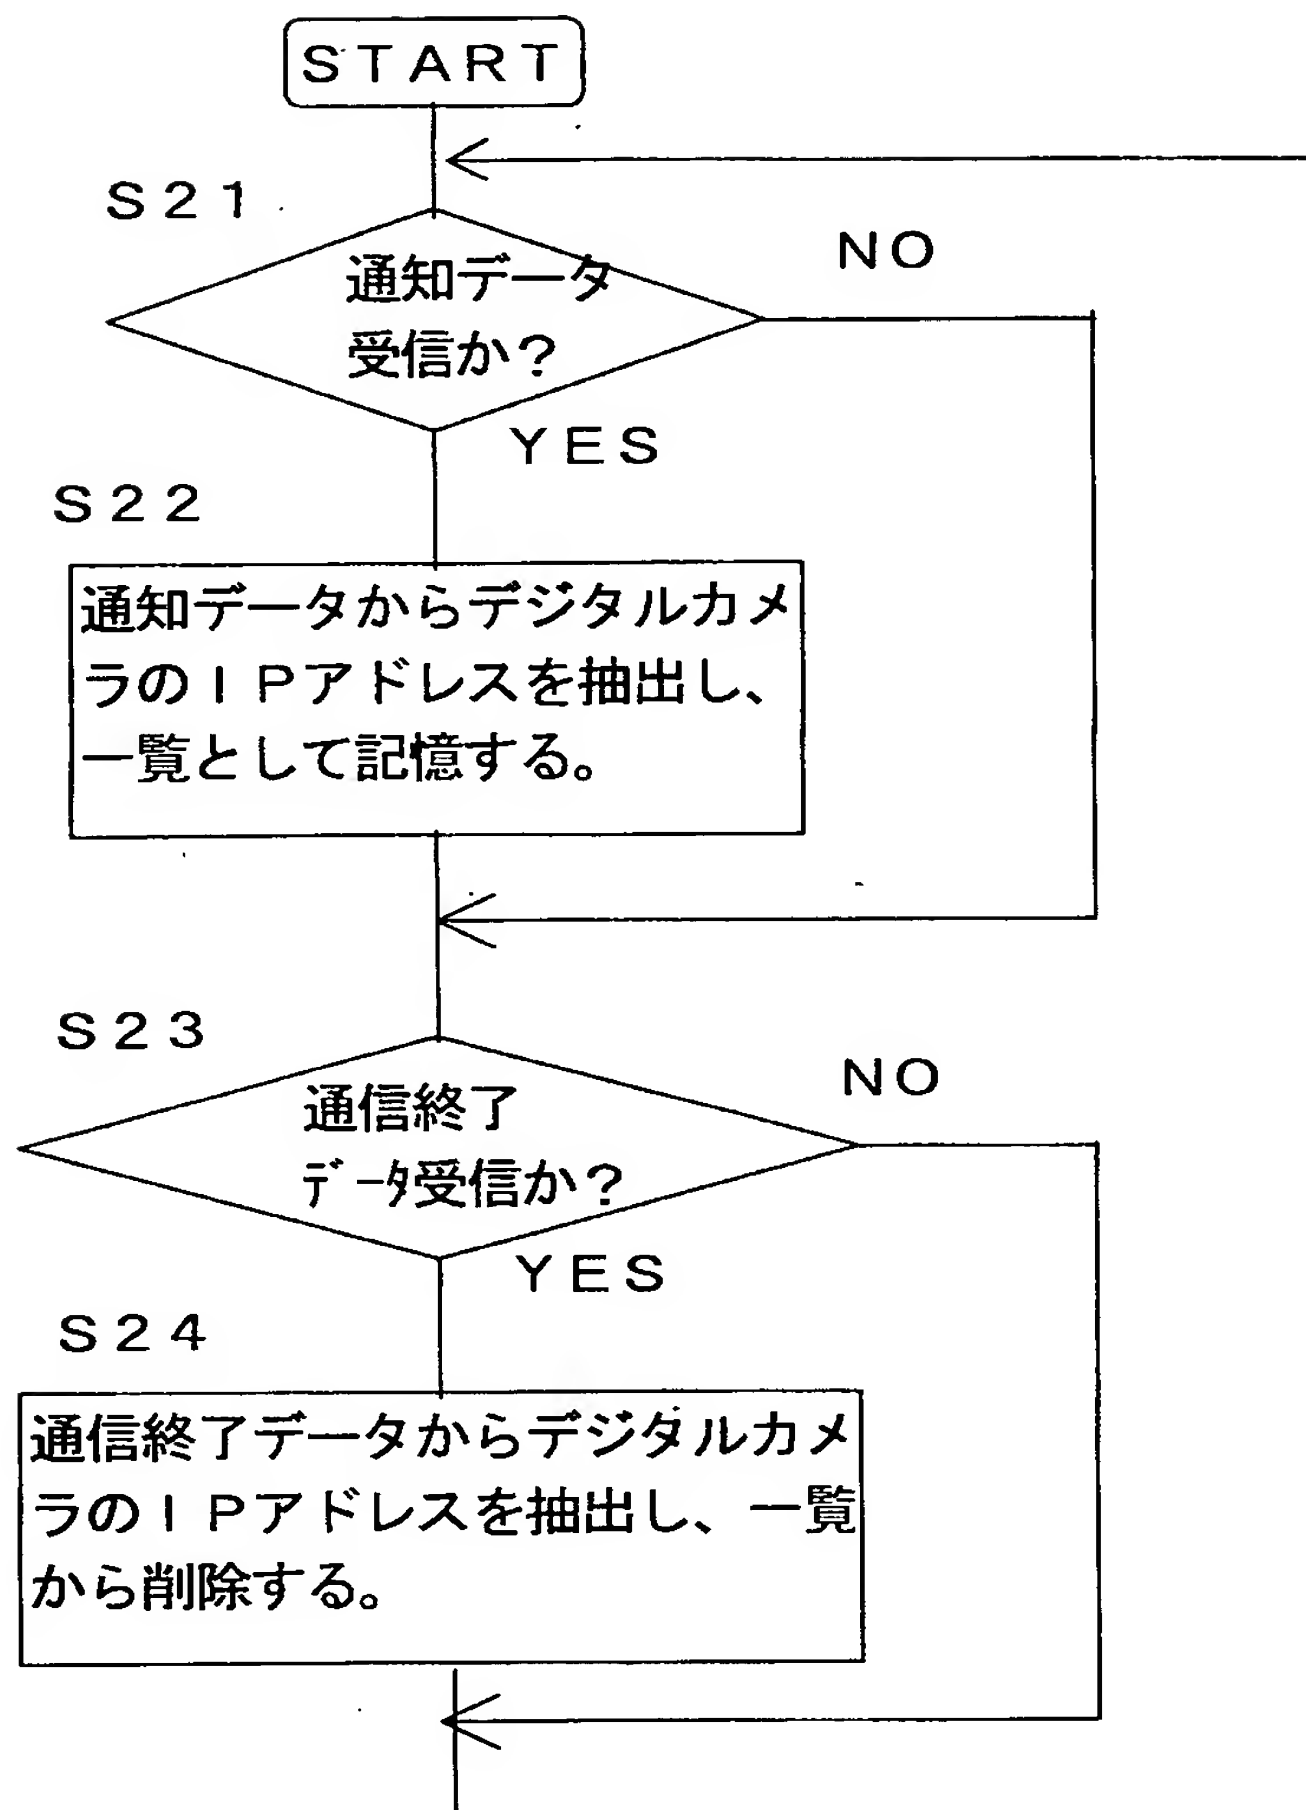 ＳＴＡＲＴ
Ｓ２１
ＮＯ
通知データ
受信か？
ＹＥＳ
Ｓ２２
通知データからデジタルカメ
ラのＩＰアドレスを抽出し、
一覧として記憶する。
Ｓ２３
ＮＯ
通信終了
ﾃﾞｰﾀ受信か？
ＹＥＳ
Ｓ２４
通信終了データからデジタルカメ
ラのＩＰアドレスを抽出し、一覧
から削除する。